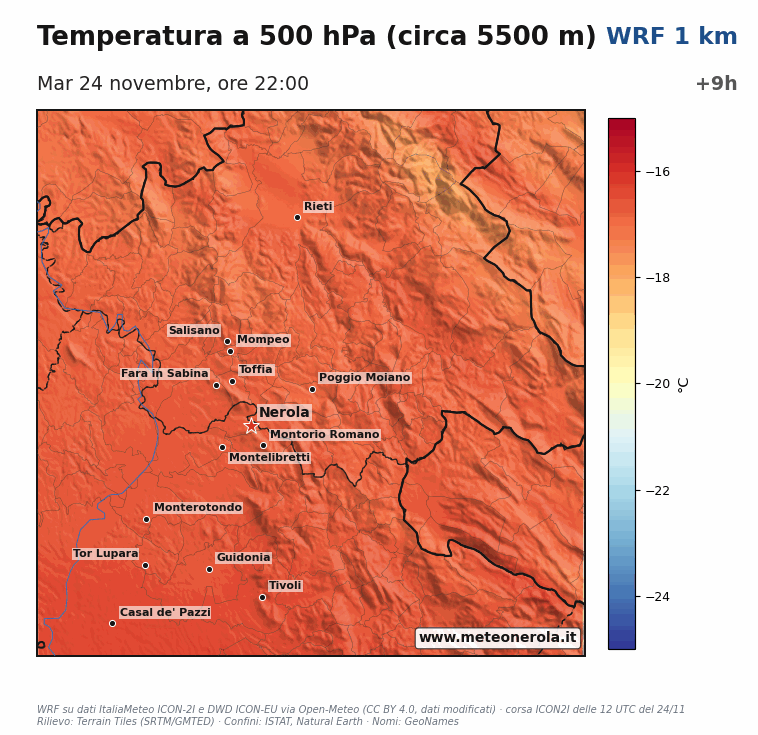 Temperatura a 500 hPa (circa 5500 m) WRF 1 km
Mar 24 novembre, ore 22:00 +9h
Rieti
Salisano
Mompeo
Toffia
Fara in Sabina
Poggio Moiano
Nerola
Montorio Romano
Montelibretti
Monterotondo
Tor Lupara
Guidonia
Tivoli
Casal de' Pazzi
www.meteonerola.it
−16
−18
−20
°C
−22
−24
WRF su dati ItaliaMeteo ICON-2I e DWD ICON-EU via Open-Meteo (CC BY 4.0, dati modificati) · corsa ICON2I delle 12 UTC del 24/11
Rilievo: Terrain Tiles (SRTM/GMTED) · Confini: ISTAT, Natural Earth · Nomi: GeoNames